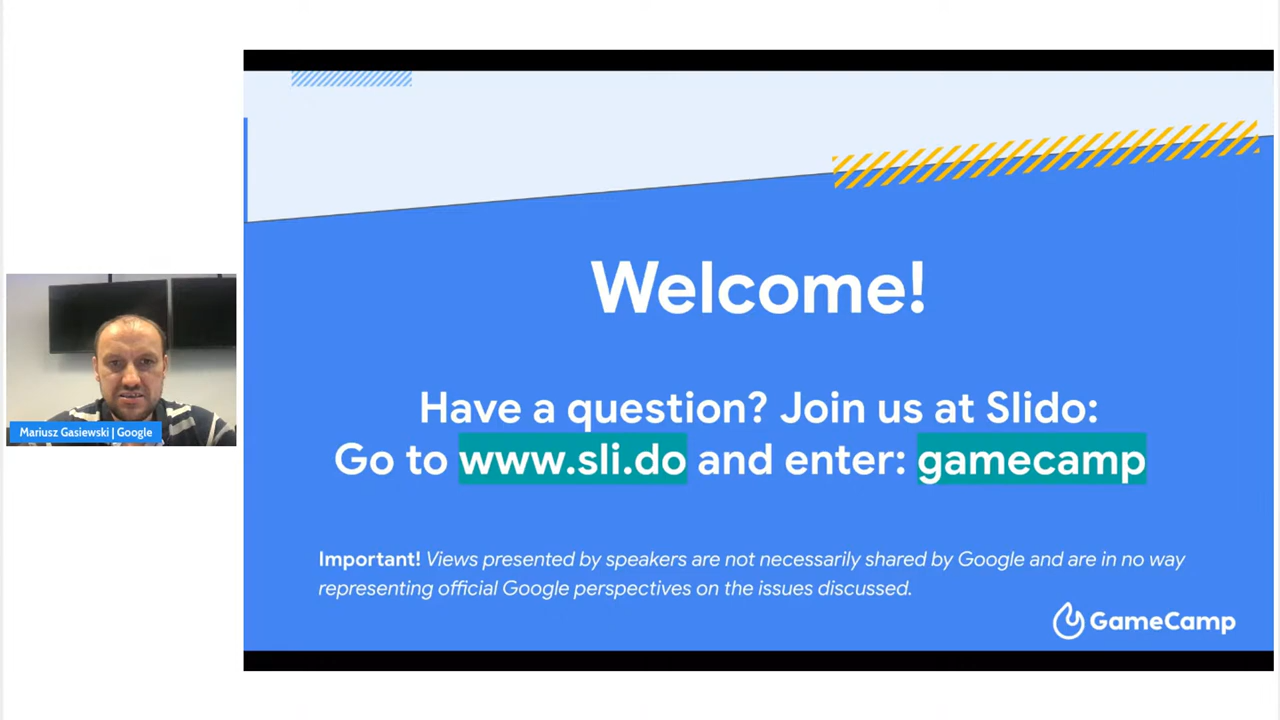 Welcome!
Have a question? Join us at Slido:
Go to www.sli.do and enter: gamecamp
Important! Views presented by speakers are not necessarily shared by Google and are in no way
representing official Google perspectives on the issues discussed.
GameCamp
Mariusz Gasiewski | Google